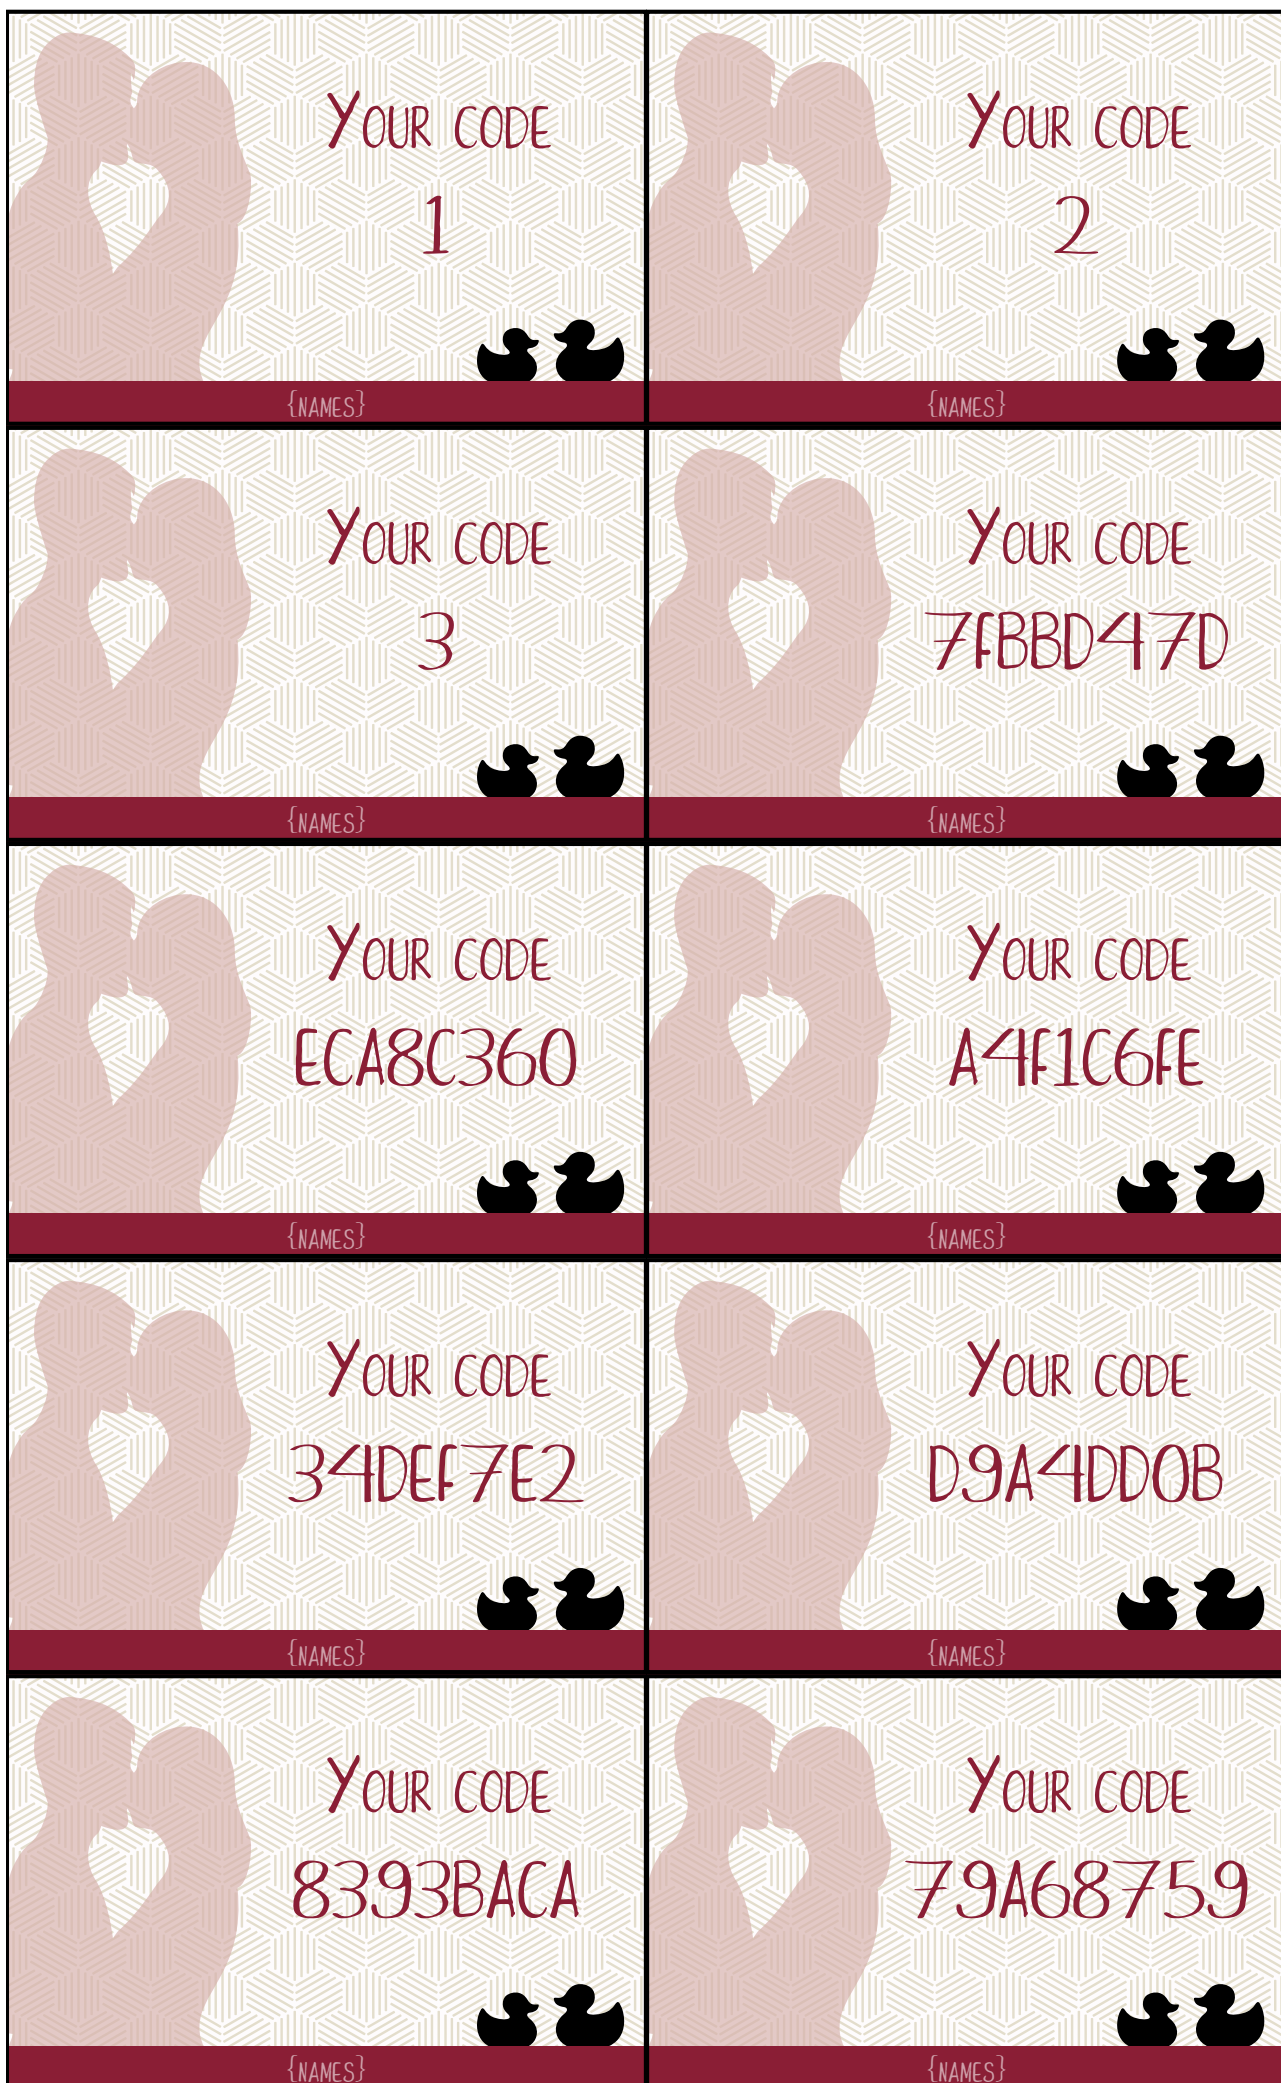 Your code
1
{names}
Your code
2
{names}
Your code
3
{names}
Your code
7FBBD47D
{names}
Your code
ECA8C360
{names}
Your code
A4F1C6FE
{names}
Your code
34DEF7E2
{names}
Your code
D9A4DD0B
{names}
Your code
8393BACA
{names}
Your code
79A68759
{names}